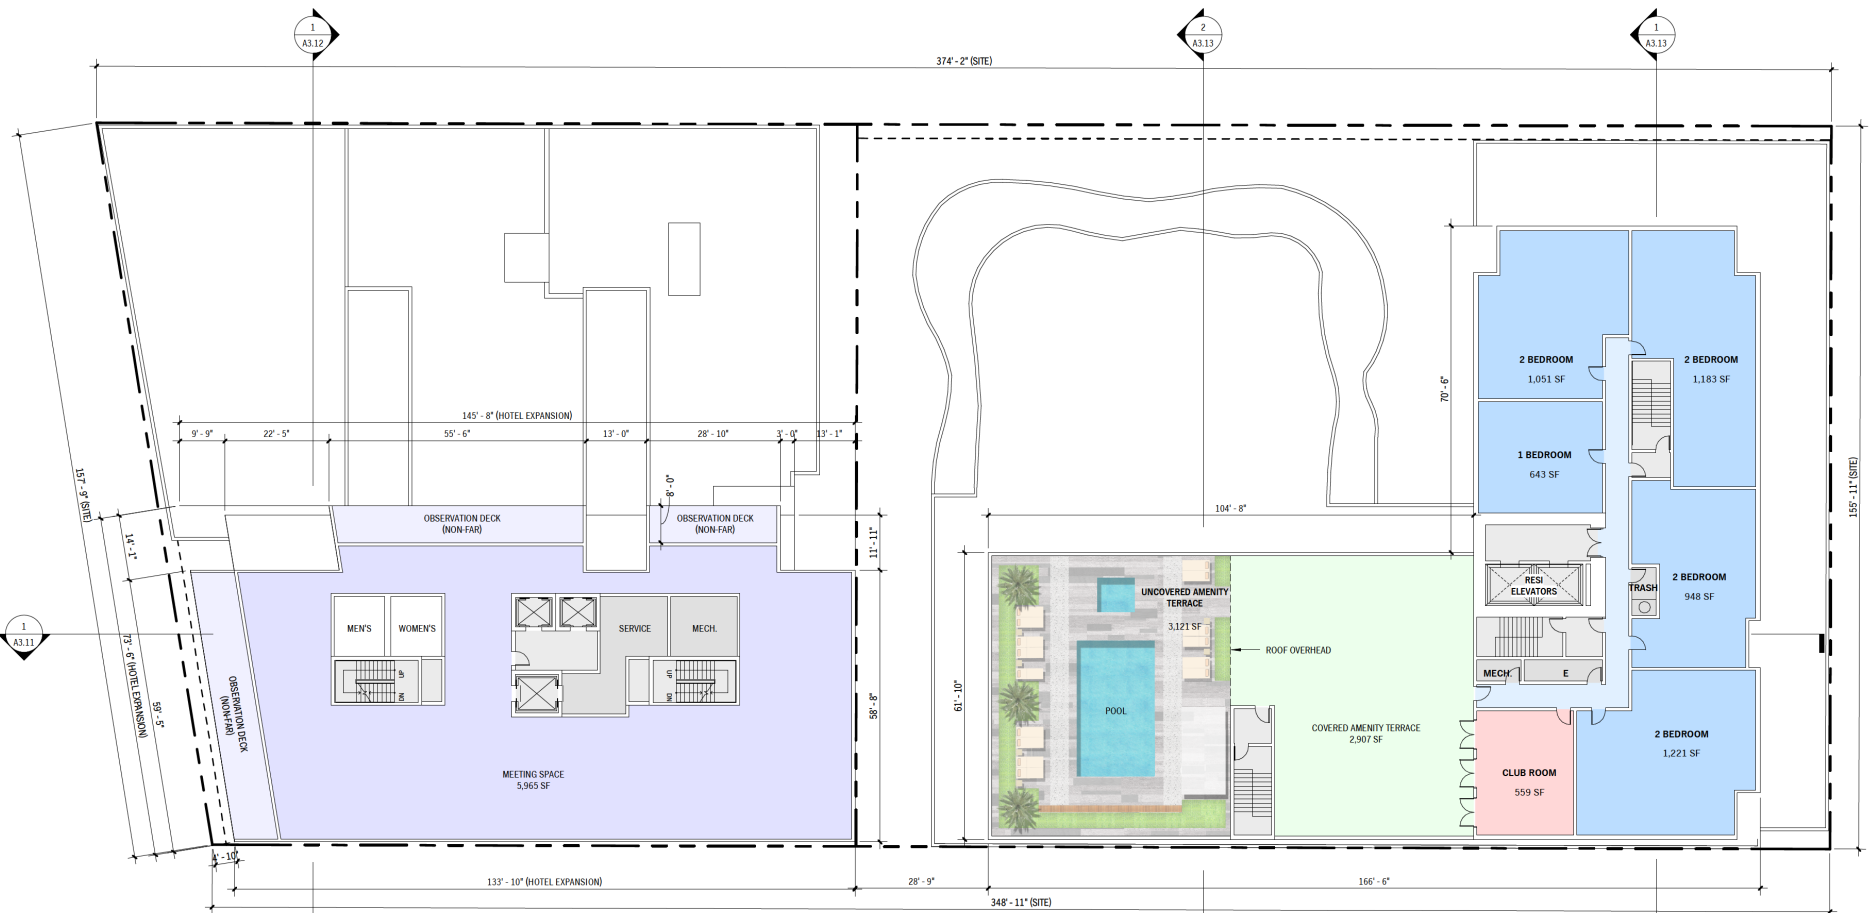 1
A3.12
2
A3.13
1
A3.13
374' - 2" (SITE)
157' - 9" (SITE)
155' - 11" (SITE)
70' - 6"
2 BEDROOM
1,051 SF
2 BEDROOM
1,183 SF
145' - 8" (HOTEL EXPANSION)
9' - 9"
22' - 5"
55' - 6"
13' - 0"
28' - 10"
3' - 0"
13' - 1"
1 BEDROOM
643 SF
8' - 0"
104' - 8"
OBSERVATION DECK
(NON-FAR)
OBSERVATION DECK
(NON-FAR)
14' - 1"
11' - 11"
RESI
ELEVATORS
TRASH
2 BEDROOM
948 SF
UNCOVERED AMENITY
TERRACE
3,121 SF
1
A3.11
MEN'S
WOMEN'S
SERVICE
MECH.
ROOF OVERHEAD
UP
DN
UP
DN
MECH.
E
73' - 6" (HOTEL EXPANSION)
59' - 5"
OBSERVATION DECK
(NON-FAR)
58' - 8"
61' - 10"
POOL
COVERED AMENITY TERRACE
2,907 SF
2 BEDROOM
1,221 SF
MEETING SPACE
5,965 SF
CLUB ROOM
559 SF
4' - 10"
133' - 10" (HOTEL EXPANSION)
28' - 9"
166' - 6"
348' - 11" (SITE)